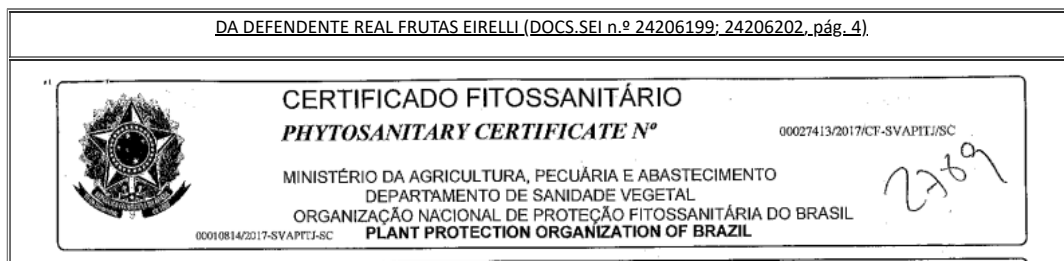 DA DEFENDENTE REAL FRUTAS EIRELLI (DOCS.SEI n.º 24206199; 24206202, pág. 4)
CERTIFICADO FITOSSANITÁRIO
PHYTOSANITARY CERTIFICATE Nº 00027413/2017/CF-SVAPITJ/SC
2789
MINISTÉRIO DA AGRICULTURA, PECUÁRIA E ABASTECIMENTO
DEPARTAMENTO DE SANIDADE VEGETAL
ORGANIZAÇÃO NACIONAL DE PROTEÇÃO FITOSSANITÁRIA DO BRASIL
00010814/2017-SVAPITJ-SC PLANT PROTECTION ORGANIZATION OF BRAZIL